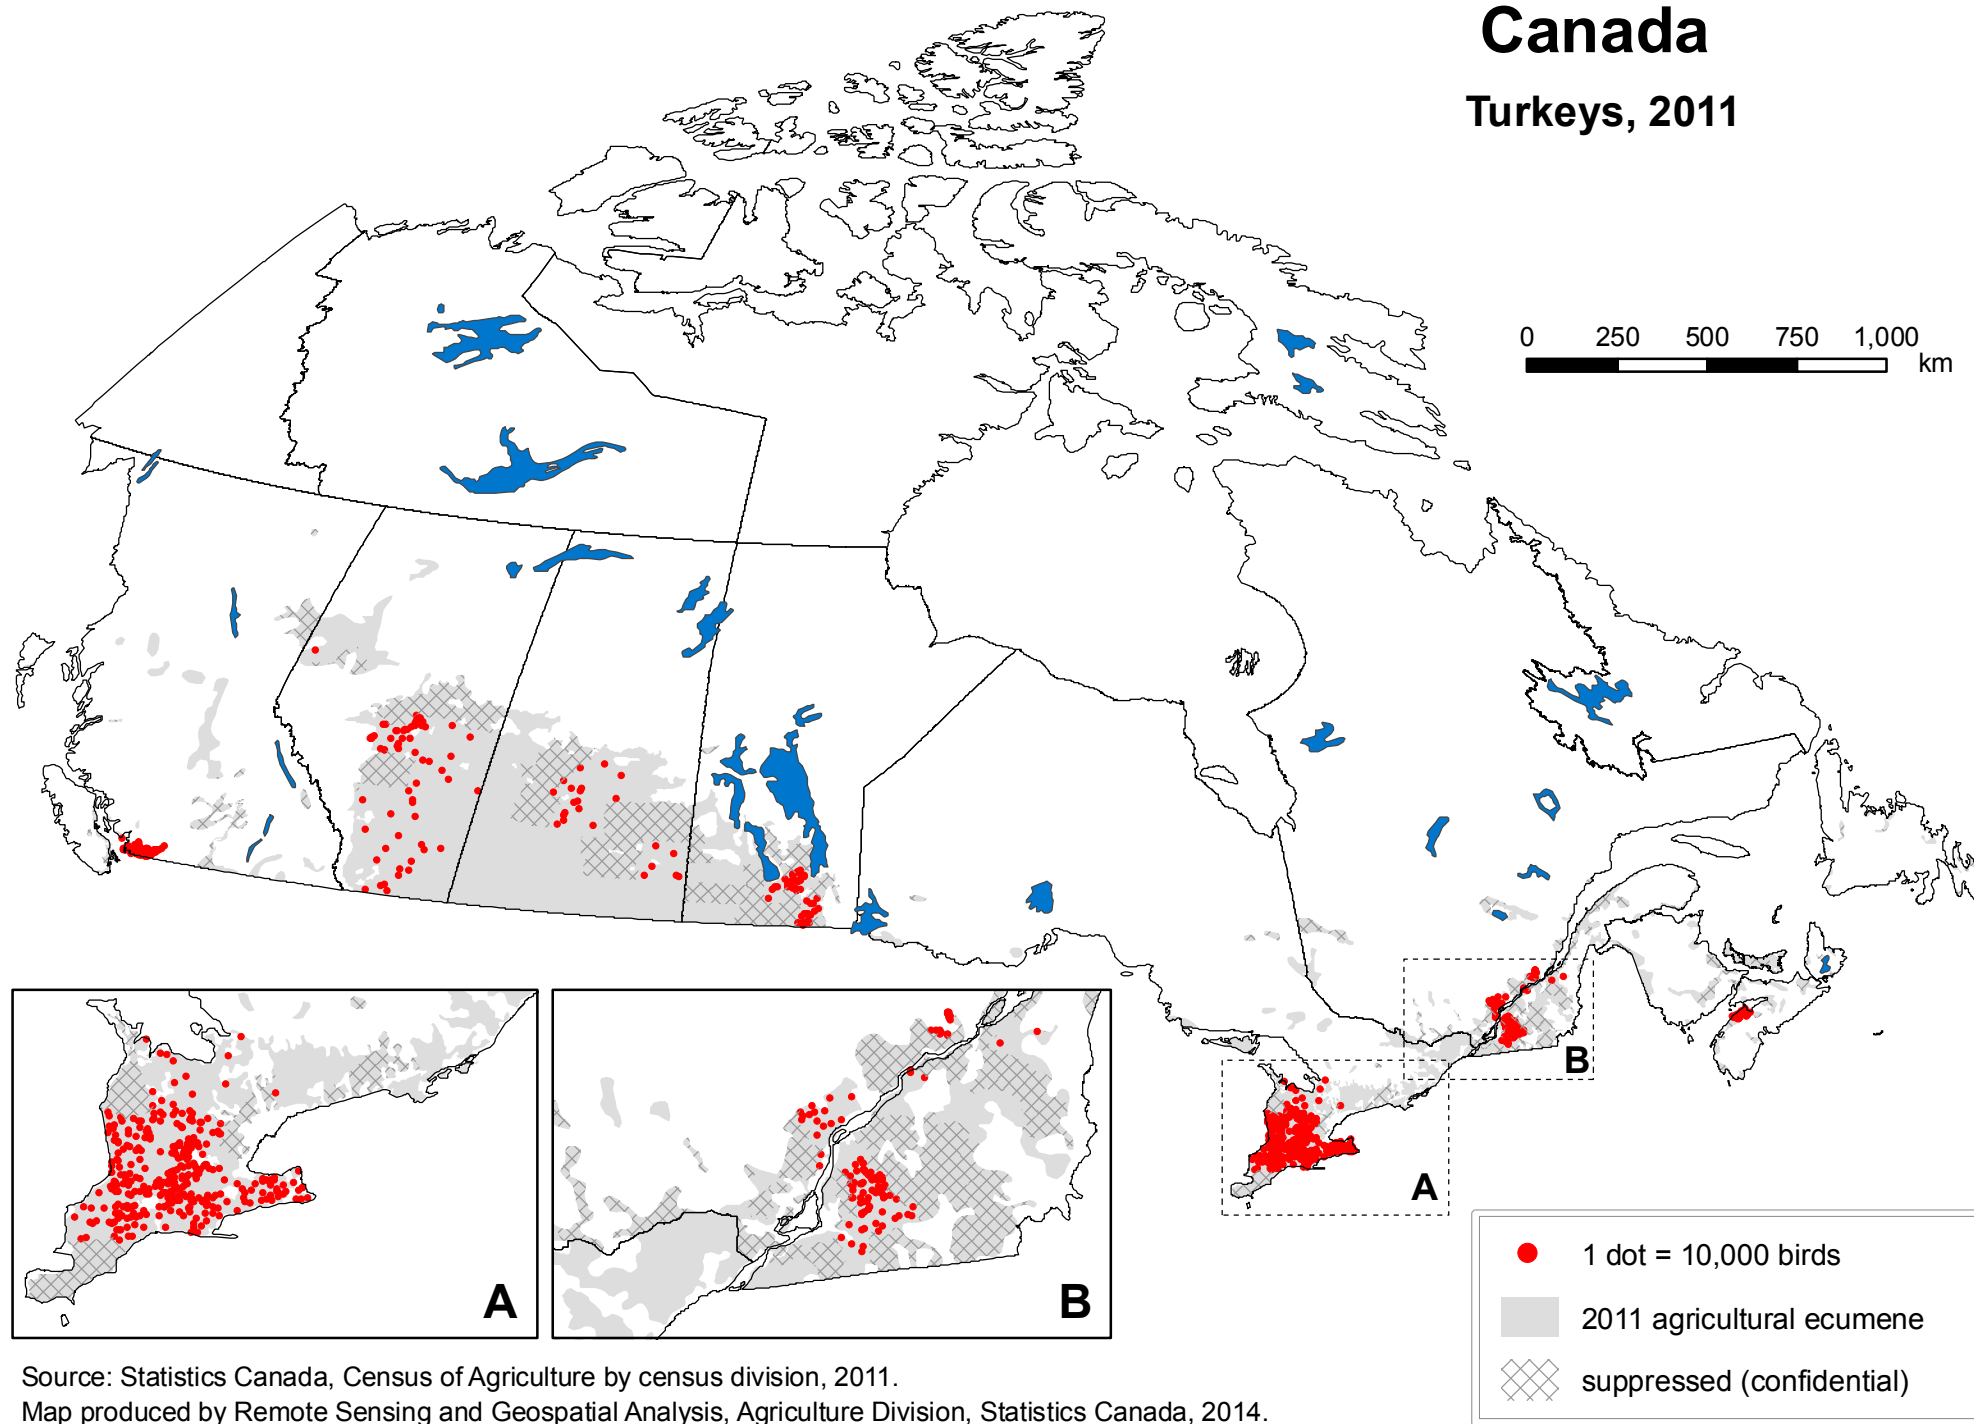 Canada
Turkeys, 2011
0 250 500 750 1,000
km
A
B
A
B
1 dot = 10,000 birds
2011 agricultural ecumene
suppressed (confidential)
Source: Statistics Canada, Census of Agriculture by census division, 2011.
Map produced by Remote Sensing and Geospatial Analysis, Agriculture Division, Statistics Canada, 2014.